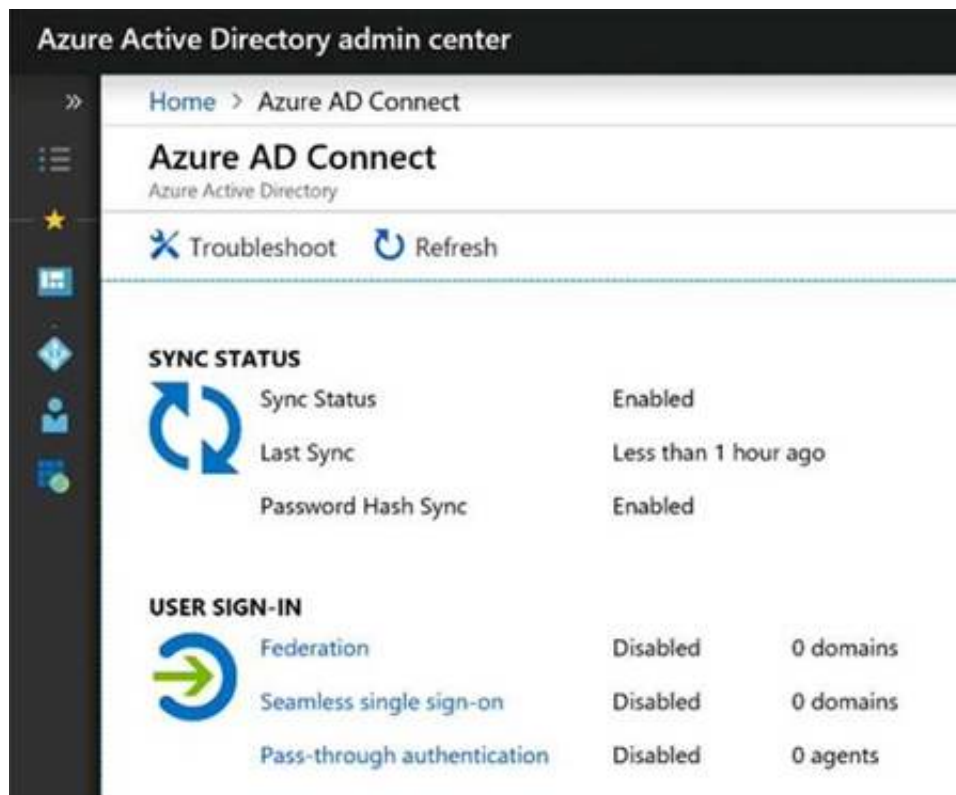 Azure Active Directory admin center
»
Home > Azure AD Connect
Azure AD Connect
Azure Active Directory
Troubleshoot Refresh
SYNC STATUS
Sync Status Enabled
Last Sync Less than 1 hour ago
Password Hash Sync Enabled
USER SIGN-IN
Federation Disabled 0 domains
Seamless single sign-on Disabled 0 domains
Pass-through authentication Disabled 0 agents